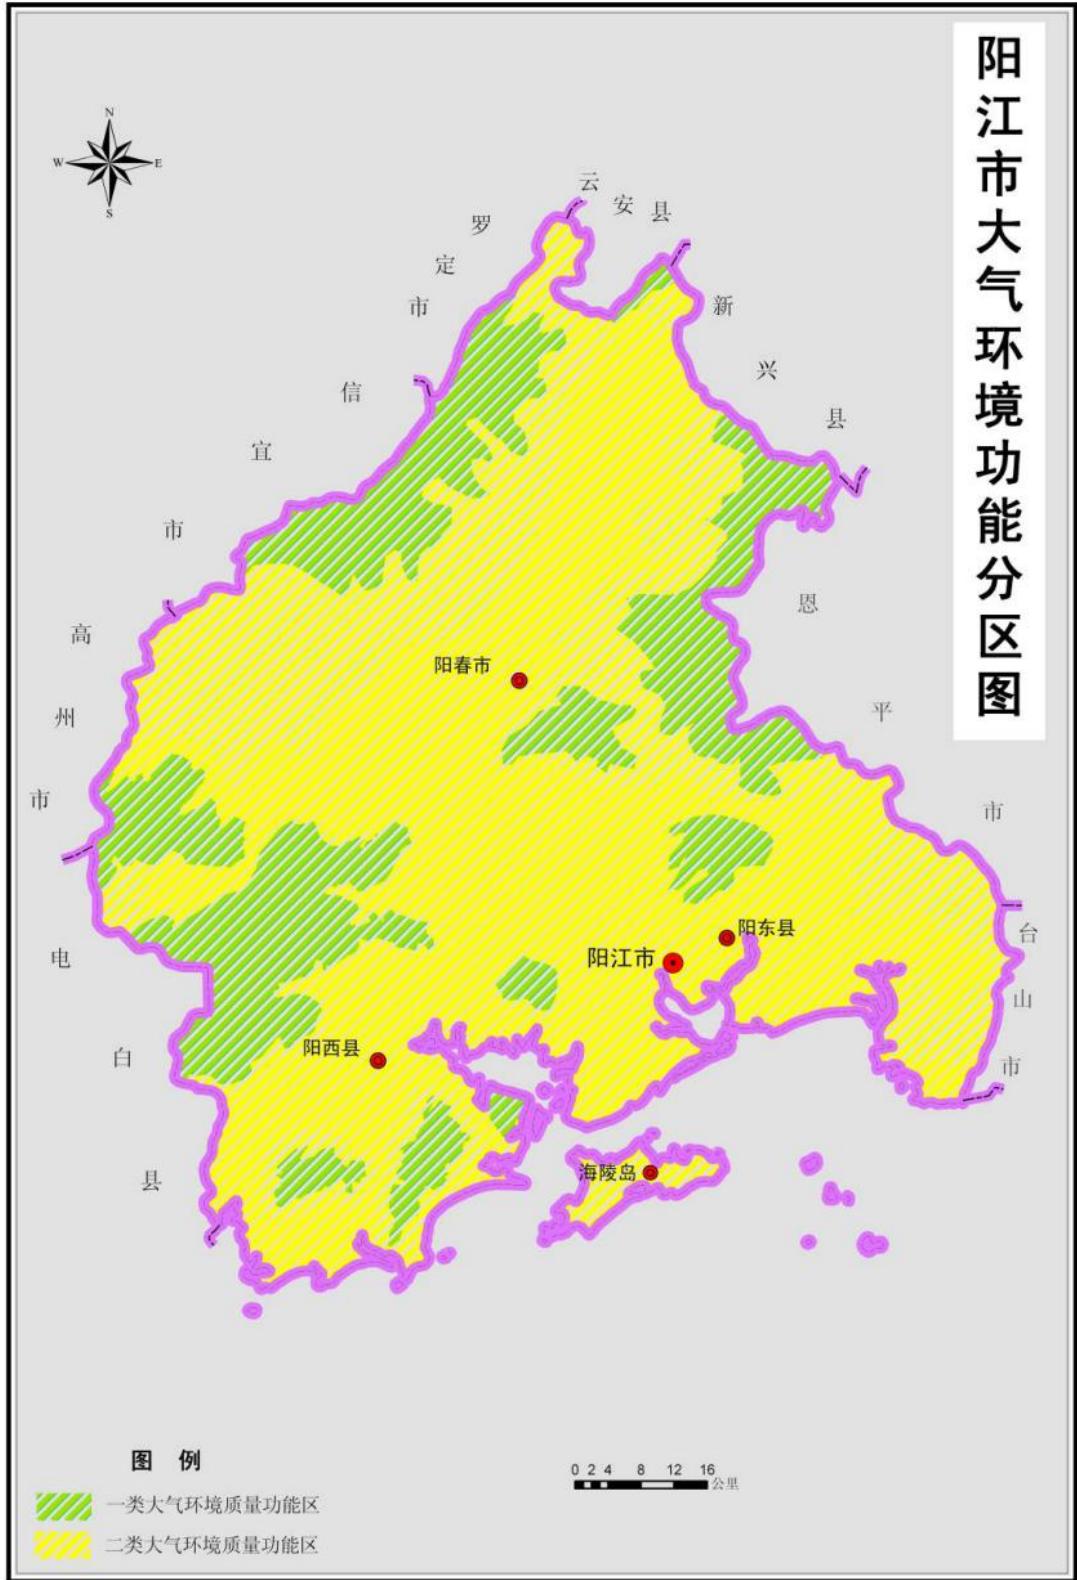 阳江市大气环境功能分区图
N
W
E
S
云安县
罗定市
新兴县
信宜市
恩平市
高州市
阳春市
台山市
阳东县
阳江市
电白县
阳西县
海陵岛
图 例
一类大气环境质量功能区
二类大气环境质量功能区
0 2 4 8 12 16
公里